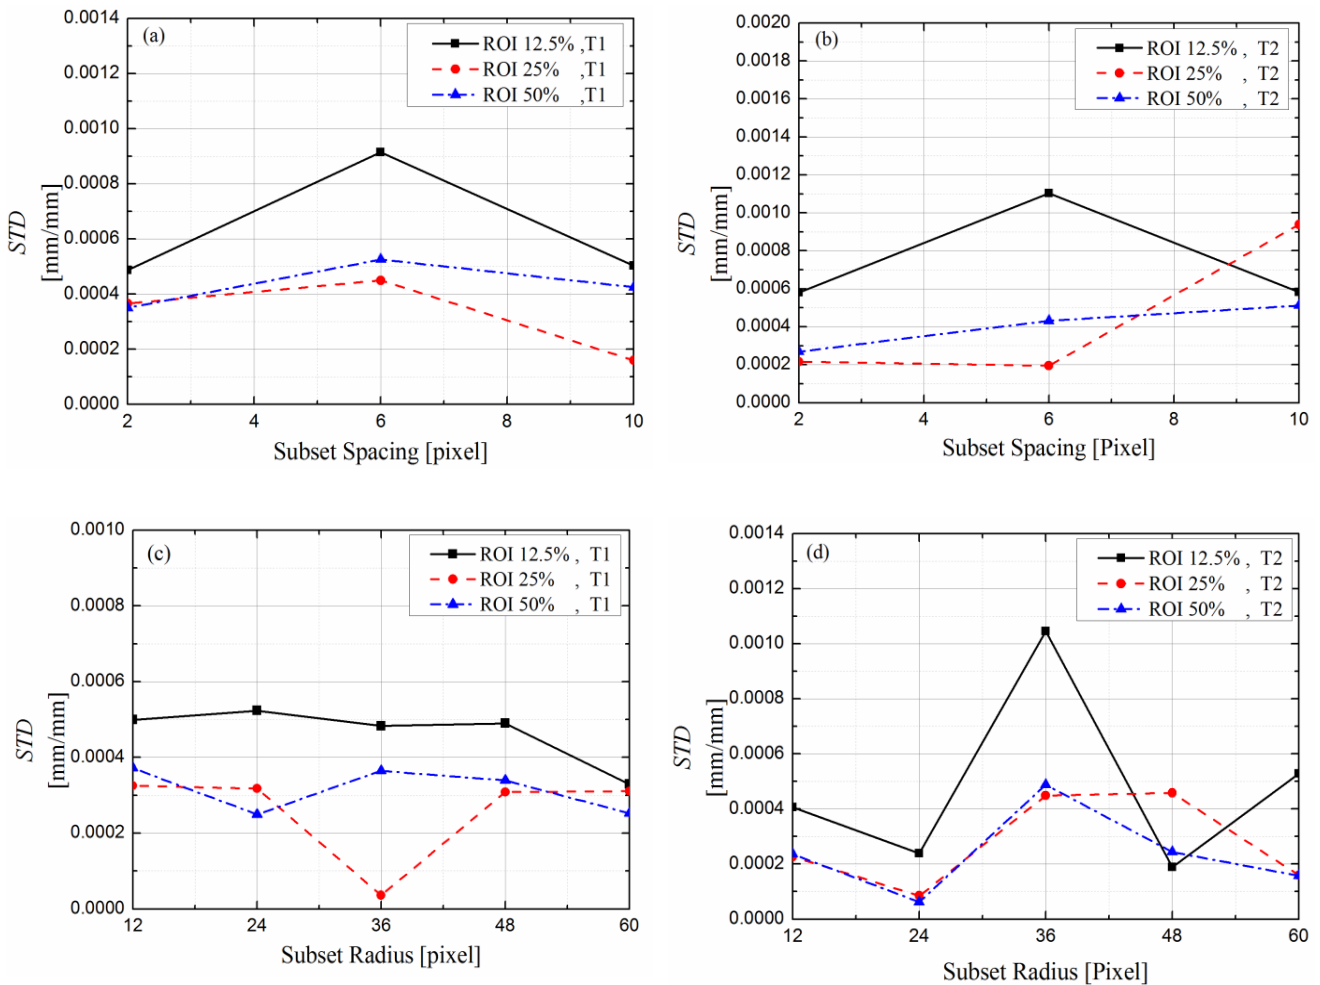 (a)
ROI 12.5% ,T1
ROI 25% ,T1
ROI 50% ,T1
0.0014
0.0012
0.0010
0.0008
0.0006
0.0004
0.0002
0.0000
STD
[mm/mm]
2 4 6 8 10
Subset Spacing [pixel]
(b)
ROI 12.5% , T2
ROI 25% , T2
ROI 50% , T2
0.0020
0.0018
0.0016
0.0014
0.0012
0.0010
0.0008
0.0006
0.0004
0.0002
0.0000
STD
[mm/mm]
2 4 6 8 10
Subset Spacing [Pixel]
(c)
ROI 12.5% , T1
ROI 25% , T1
ROI 50% , T1
0.0010
0.0008
0.0006
0.0004
0.0002
0.0000
STD
[mm/mm]
12 24 36 48 60
Subset Radius [pixel]
(d)
ROI 12.5% , T2
ROI 25% , T2
ROI 50% , T2
0.0014
0.0012
0.0010
0.0008
0.0006
0.0004
0.0002
0.0000
STD
[mm/mm]
12 24 36 48 60
Subset Radius [Pixel]